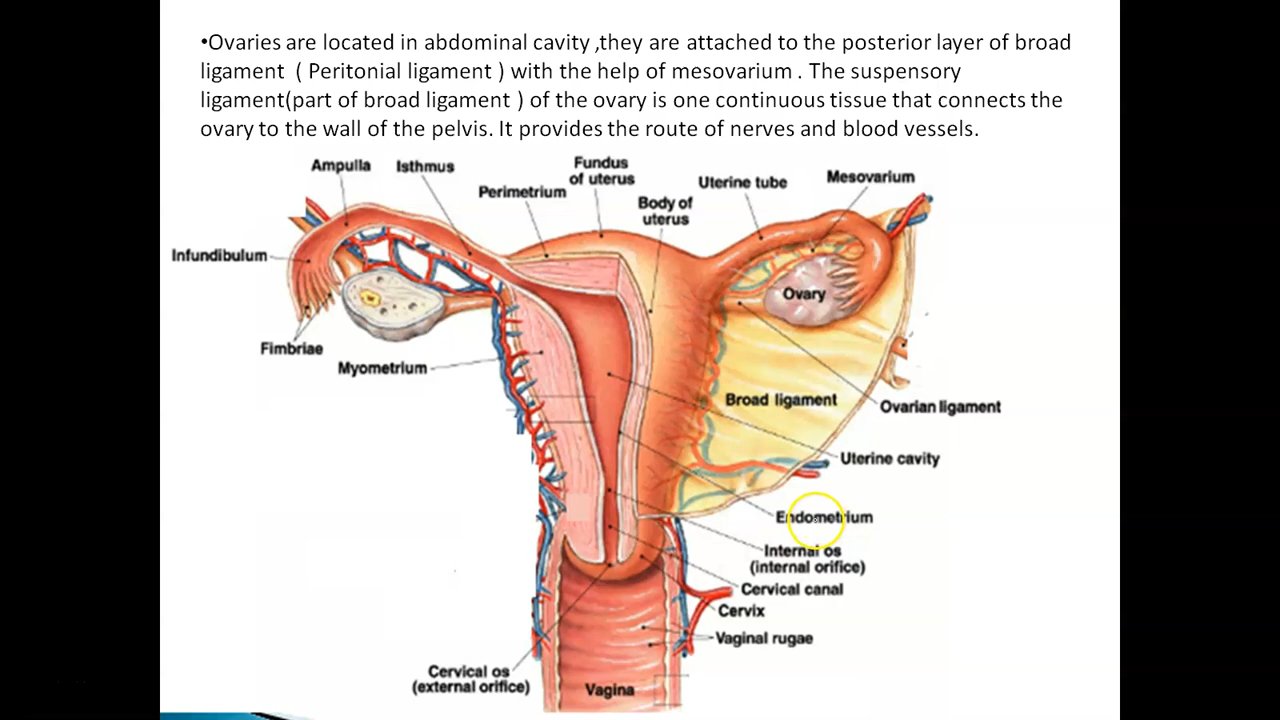 •Ovaries are located in abdominal cavity ,they are attached to the posterior layer of broad
ligament ( Peritonial ligament ) with the help of mesovarium . The suspensory
ligament(part of broad ligament ) of the ovary is one continuous tissue that connects the
ovary to the wall of the pelvis. It provides the route of nerves and blood vessels.
Ampulla
Isthmus
Perimetrium
Fundus
of uterus
Body of
uterus
Uterine tube
Mesovarium
Infundibulum
Ovary
Fimbriae
Myometrium
Broad ligament
Ovarian ligament
Uterine cavity
Endometrium
Internal os
(internal orifice)
Cervical canal
Cervix
Vaginal rugae
Cervical os
(external orifice)
Vagina